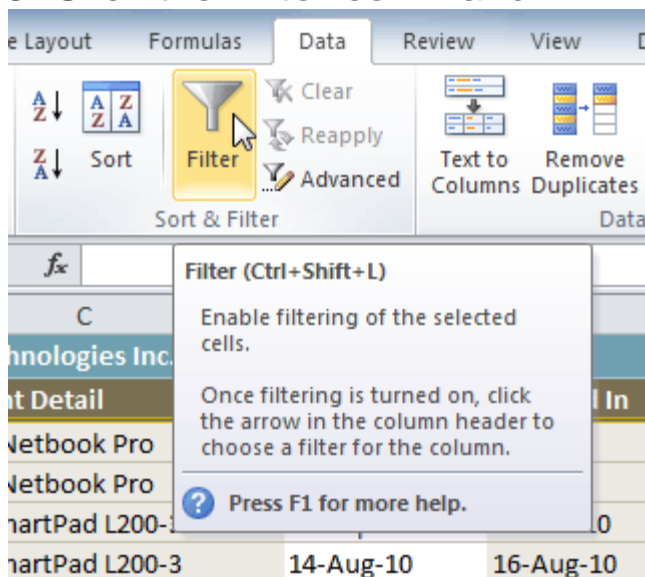 e Layout Formulas Data Review View
Clear
Reapply
Advanced
Sort
Filter
Text to Columns
Remove Duplicates
Sort & Filter
Data
fx
Filter (Ctrl+Shift+L)
Enable filtering of the selected
cells.
Once filtering is turned on, click
the arrow in the column header to
choose a filter for the column.
Press F1 for more help.
C
hnologies Inc.
nt Detail
In
Netbook Pro
Netbook Pro
martPad L200-3
10
martPad L200-3 14-Aug-10 16-Aug-10